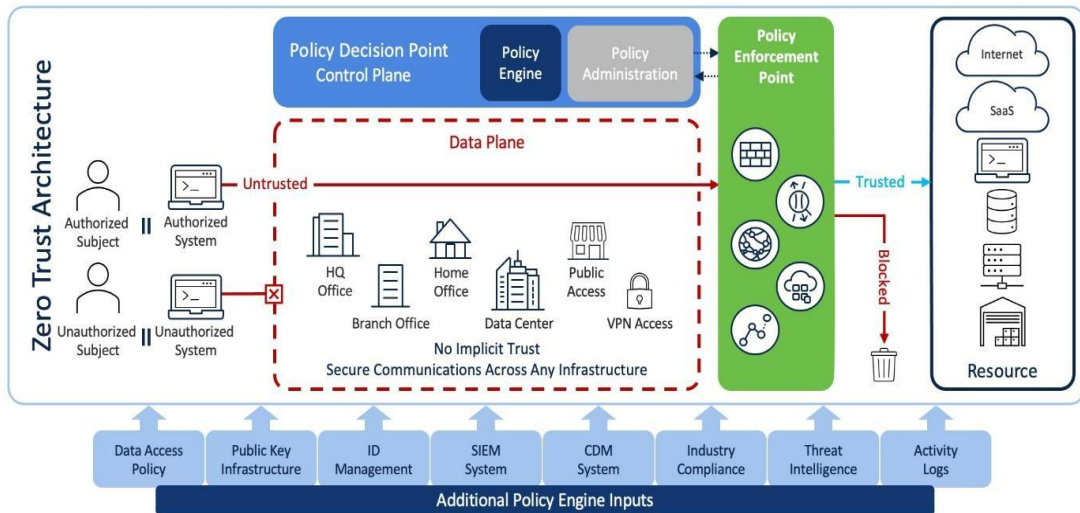 Zero Trust Architecture
Policy Decision Point
Control Plane
Policy
Engine
Policy
Administration
Policy
Enforcement
Point
Internet
SaaS
Data Plane
>_
Authorized
Subject
>_
Authorized
System
Untrusted
Trusted
HQ
Office
Branch Office
Home
Office
Data Center
Public
Access
VPN Access
Unauthorized
Subject
>_
Unauthorized
System
No Implicit Trust
Secure Communications Across Any Infrastructure
Blocked
Resource
Data Access
Policy
Public Key
Infrastructure
ID
Management
SIEM
System
CDM
System
Industry
Compliance
Threat
Intelligence
Activity
Logs
Additional Policy Engine Inputs